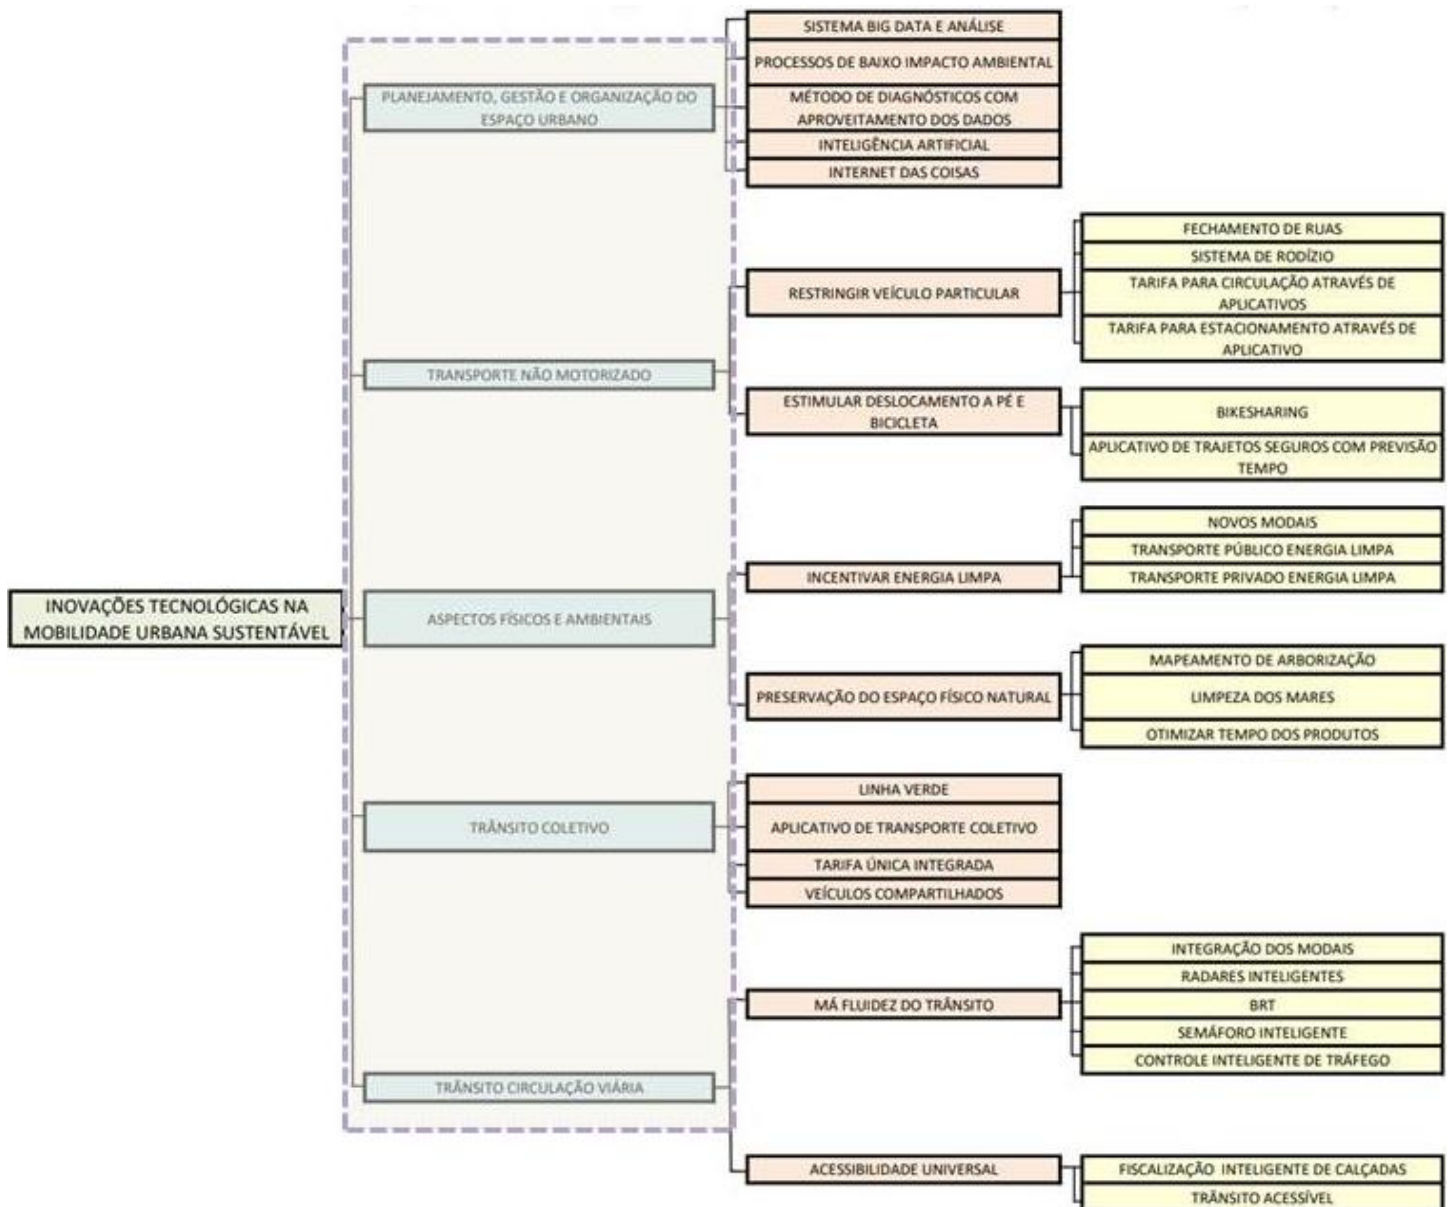 INOVAÇÕES TECNOLÓGICAS NA
MOBILIDADE URBANA SUSTENTÁVEL
PLANEJAMENTO, GESTÃO E ORGANIZAÇÃO DO
ESPAÇO URBANO
SISTEMA BIG DATA E ANÁLISE
PROCESSOS DE BAIXO IMPACTO AMBIENTAL
MÉTODO DE DIAGNÓSTICOS COM
APROVEITAMENTO DOS DADOS
INTELIGÊNCIA ARTIFICIAL
INTERNET DAS COISAS
TRANSPORTE NÃO MOTORIZADO
RESTRINGIR VEÍCULO PARTICULAR
FECHAMENTO DE RUAS
SISTEMA DE RODÍZIO
TARIFA PARA CIRCULAÇÃO ATRAVÉS DE
APLICATIVOS
TARIFA PARA ESTACIONAMENTO ATRAVÉS DE
APLICATIVO
ESTIMULAR DESLOCAMENTO A PÉ E
BICICLETA
BIKESHARING
APLICATIVO DE TRAJETOS SEGUROS COM PREVISÃO
TEMPO
ASPECTOS FÍSICOS E AMBIENTAIS
INCENTIVAR ENERGIA LIMPA
NOVOS MODAIS
TRANSPORTE PÚBLICO ENERGIA LIMPA
TRANSPORTE PRIVADO ENERGIA LIMPA
PRESERVAÇÃO DO ESPAÇO FÍSICO NATURAL
MAPEAMENTO DE ARBORIZAÇÃO
LIMPEZA DOS MARES
OTIMIZAR TEMPO DOS PRODUTOS
TRÂNSITO COLETIVO
LINHA VERDE
APLICATIVO DE TRANSPORTE COLETIVO
TARIFA ÚNICA INTEGRADA
VEÍCULOS COMPARTILHADOS
TRÂNSITO CIRCULAÇÃO VIÁRIA
MÁ FLUIDEZ DO TRÂNSITO
INTEGRAÇÃO DOS MODAIS
RADARES INTELIGENTES
BRT
SEMÁFORO INTELIGENTE
CONTROLE INTELIGENTE DE TRÁFEGO
ACESSIBILIDADE UNIVERSAL
FISCALIZAÇÃO INTELIGENTE DE CALÇADAS
TRÂNSITO ACESSÍVEL